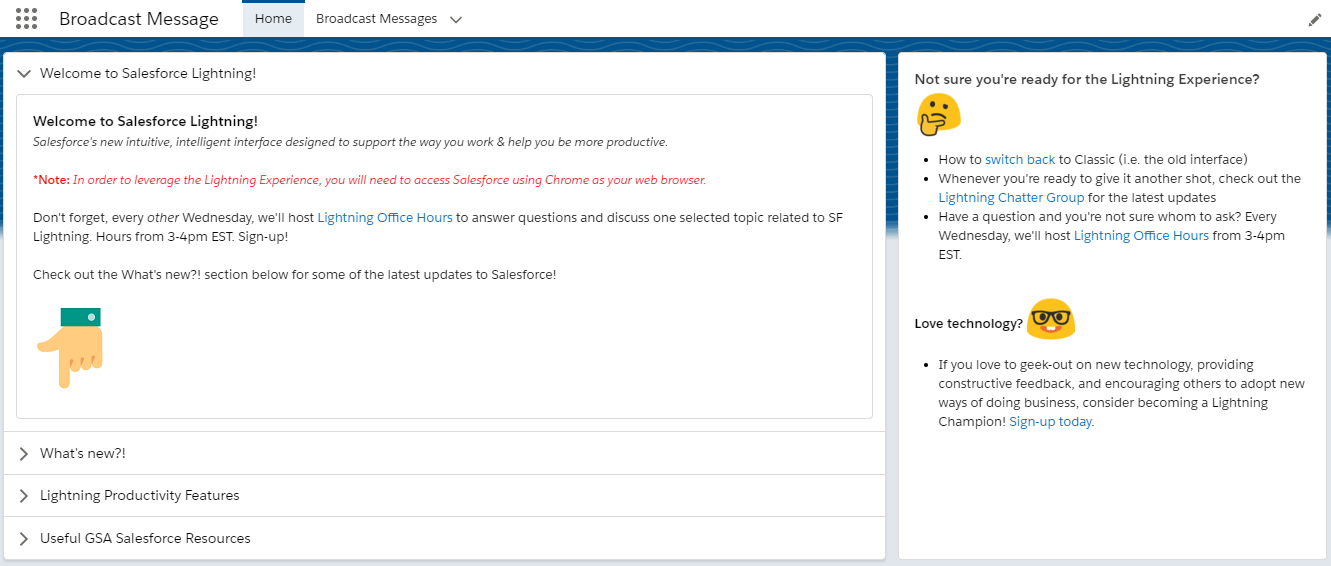 Broadcast Message
Home
Broadcast Messages
Welcome to Salesforce Lightning!
Welcome to Salesforce Lightning!
Salesforce's new intuitive, intelligent interface designed to support the way you work & help you be more productive.
*Note: In order to leverage the Lightning Experience, you will need to access Salesforce using Chrome as your web browser.
Don't forget, every other Wednesday, we'll host Lightning Office Hours to answer questions and discuss one selected topic related to SF
Lightning. Hours from 3-4pm EST. Sign-up!
Check out the What's new?! section below for some of the latest updates to Salesforce!
What's new?!
Lightning Productivity Features
Useful GSA Salesforce Resources
Not sure you're ready for the Lightning Experience?
How to switch back to Classic (i.e. the old interface)
Whenever you're ready to give it another shot, check out the
Lightning Chatter Group for the latest updates
Have a question and you're not sure whom to ask? Every
Wednesday, we'll host Lightning Office Hours from 3-4pm
EST.
Love technology?
If you love to geek-out on new technology, providing
constructive feedback, and encouraging others to adopt new
ways of doing business, consider becoming a Lightning
Champion! Sign-up today.